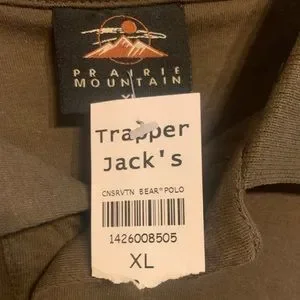 PRAIRIE
MOUNTAIN
Trapper
Jack's
CNSRVTN BEAR*POLO
1426008505
XL